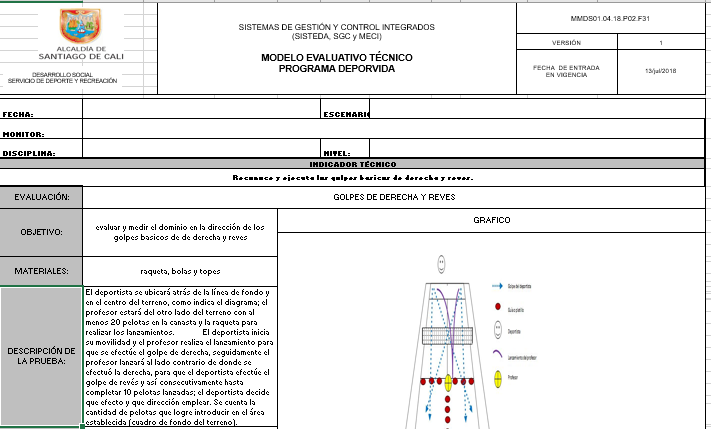 ALCALDÍA DE
SANTIAGO DE CALI
DESARROLLO SOCIAL
SERVICIO DE DEPORTE Y RECREACIÓN
SISTEMAS DE GESTIÓN Y CONTROL INTEGRADOS
(SISTEDA, SGC y MECI)
MODELO EVALUATIVO TÉCNICO
PROGRAMA DEPORVIDA
MMDS01.04.18.P02.F31
VERSIÓN 1
FECHA DE ENTRADA
EN VIGENCIA
13/jul/2018
FECHA: ESCENARIO
MONITOR:
DISCIPLINA: NIVEL:
INDICADOR TÉCNICO
Reconoce y ejecuta los golpes basicos de derecha y reves.
EVALUACIÓN: GOLPES DE DERECHA Y REVES
OBJETIVO:
evaluar y medir el dominio en la dirección de los
golpes basicos de de derecha y reves
GRAFICO
MATERIALES: raqueta, bolas y topes
DESCRIPCIÓN DE
LA PRUEBA:
El deportista se ubicará atrás de la línea de fondo y
en el centro del terreno, como indica el diagrama; el
profesor estará del otro lado del terreno con al
menos 20 pelotas en la canasta y la raqueta para
realizar los lanzamientos. El deportista inicia
su movilidad y el profesor realiza el lanzamiento para
que se efectúe el golpe de derecha, seguidamente el
profesor lanzará al lado contrario de donde se
efectuó la derecha, para que el deportista efectúe el
golpe de revés y así consecutivamente hasta
completar 10 pelotas lanzadas; el deportista decide
que efecto y que dirección emplear. Se cuenta la
cantidad de pelotas que logre introducir en el área
establecida (cuadro de fondo del terreno).
Golpe de deportista
Deportista
Lanzamiento del profesor
Profesor